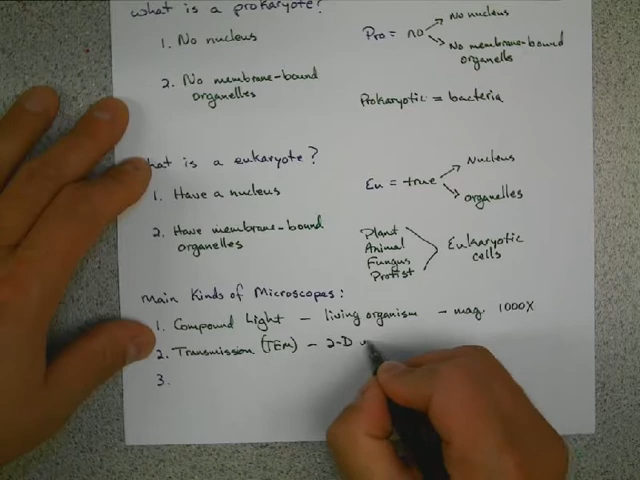 What is a prokaryote?
1. No nucleus
2. No membrane-bound
organelles
Pro = no
No nucleus
No membrane-bound
organelles
Prokaryotic = bacteria
hat is a eukaryote?
1. Have a nucleus
2. Have membrane-bound
organelles
Eu = true
Nucleus
organelles
Plant
Animal
Fungus
Protist
Eukaryotic
cells
Main Kinds of Microscopes:
1. Compound Light – living organism – mag. 1000X
2. Transmission (TEM) – 2-D
3.